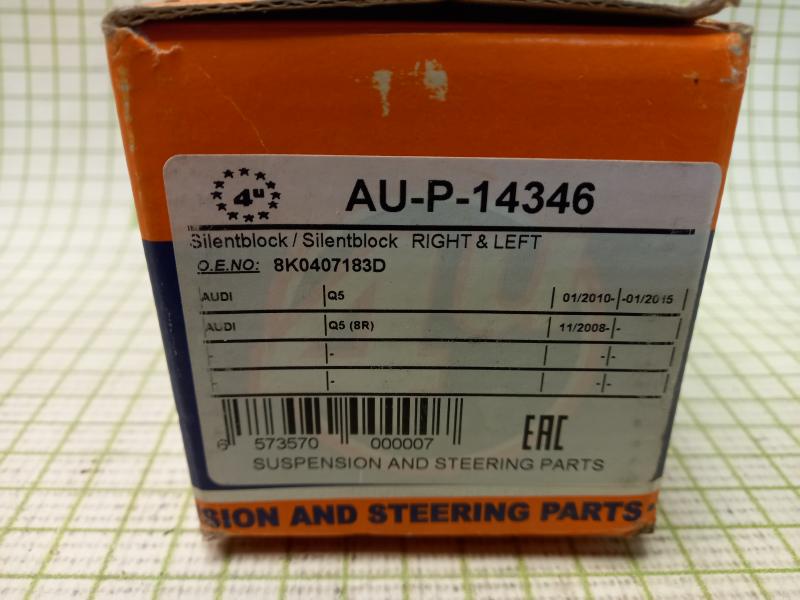 4U AU-P-14346
Silentblock / Silentblock RIGHT & LEFT
O.E.NO: 8K0407183D
AUDI Q5 01/2010- -01/2015
AUDI Q5 (8R) 11/2008- -
- - - -
- - - -
6 573570 000007 EAC
SUSPENSION AND STEERING PARTS
SION AND STEERING PARTS